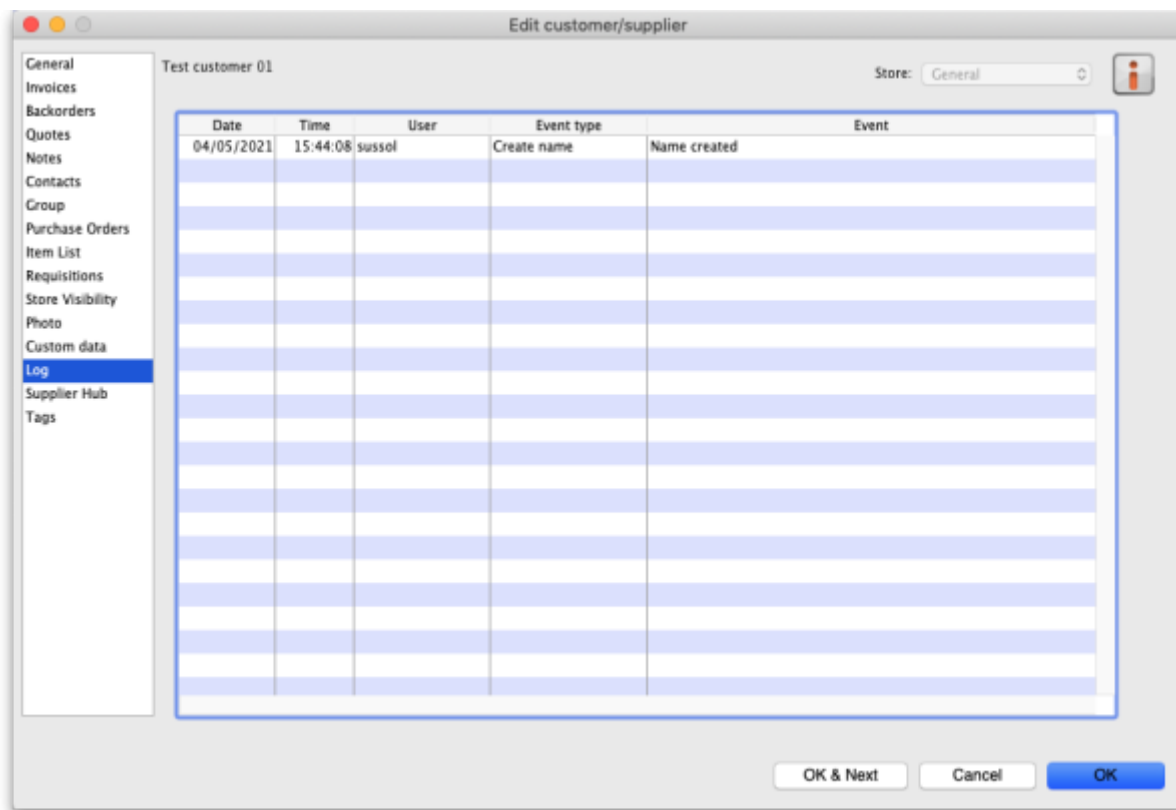 Edit customer/supplier
General
Invoices
Backorders
Quotes
Notes
Contacts
Group
Purchase Orders
Item List
Requisitions
Store Visibility
Photo
Custom data
Log
Supplier Hub
Tags
Test customer 01
Store: General
Date Time User Event type Event
04/05/2021 15:44:08 sussol Create name Name created
OK & Next Cancel OK